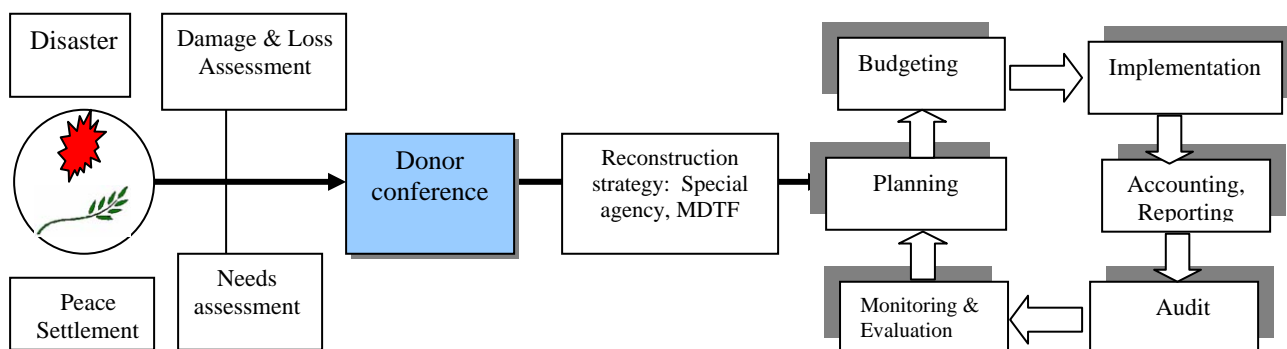 Disaster
Damage & Loss
Assessment
Peace
Settlement
Needs
assessment
Donor
conference
Reconstruction
strategy: Special
agency, MDTF
Planning
Budgeting
Implementation
Accounting,
Reporting
Audit
Monitoring &
Evaluation